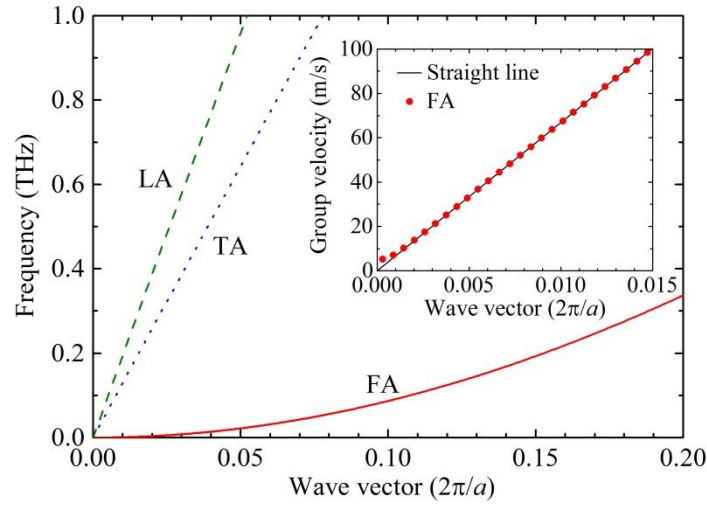 1.0
0.8
0.6
0.4
0.2
0.0
Frequency (THz)
0.00 0.05 0.10 0.15 0.20
Wave vector (2π/a)
LA
TA
FA
100
80
60
40
20
0
Group velocity (m/s)
Straight line
FA
0.000 0.005 0.010 0.015
Wave vector (2π/a)